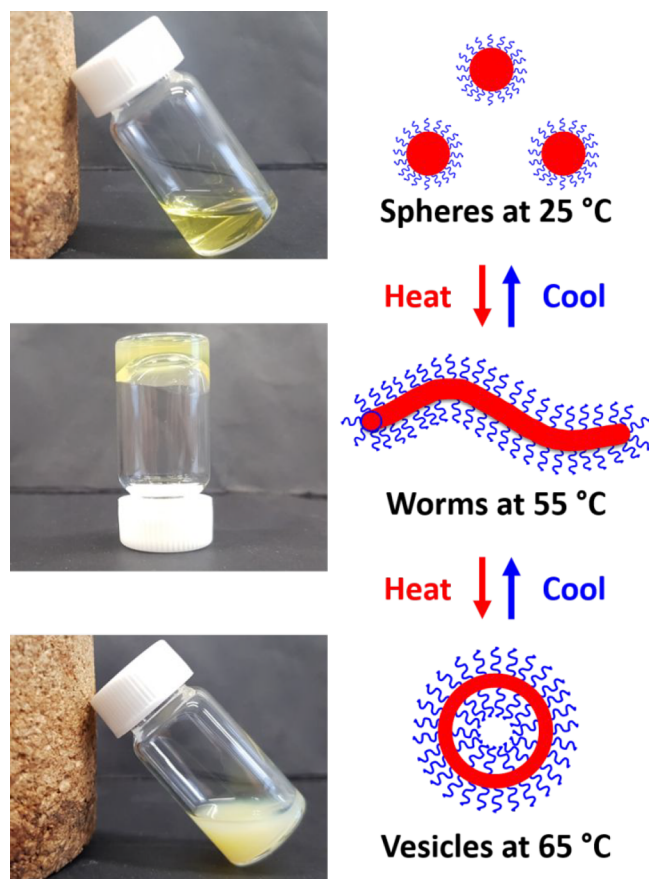 Spheres at 25 °C
Heat Cool
Worms at 55 °C
Heat Cool
Vesicles at 65 °C